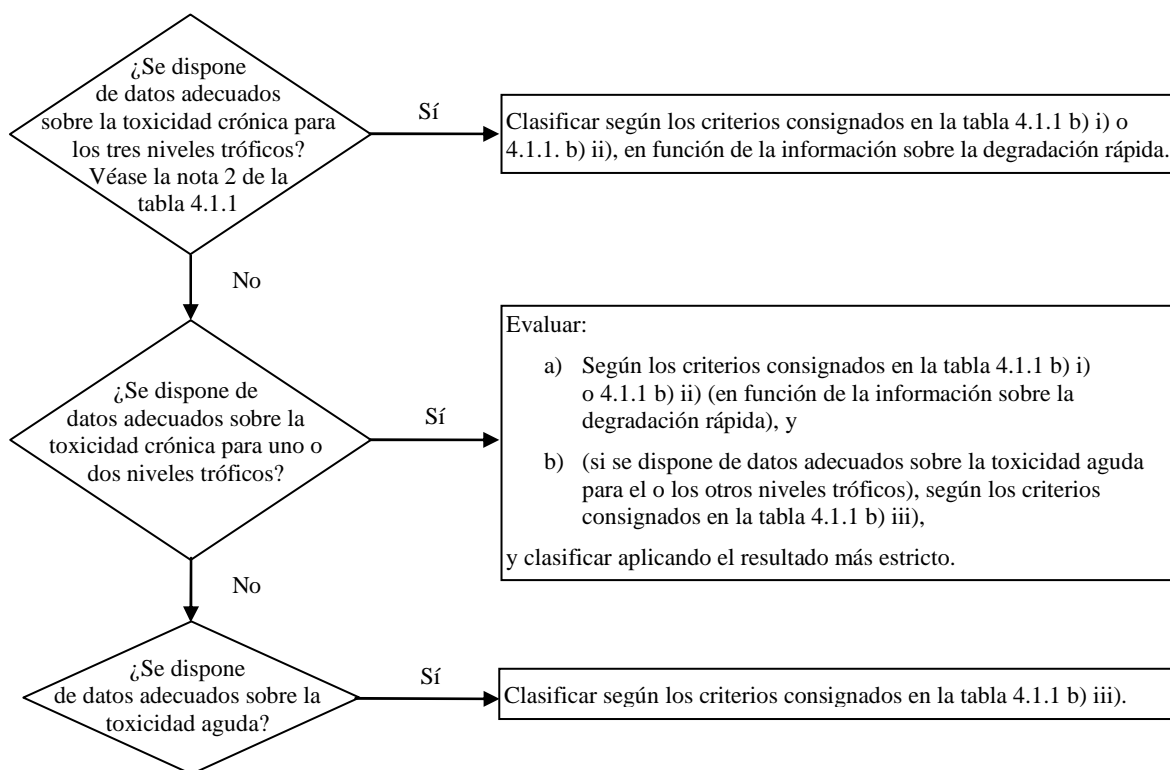 ¿Se dispone
de datos adecuados
sobre la toxicidad crónica para
los tres niveles tróficos?
Véase la nota 2 de la
tabla 4.1.1
Sí
Clasificar según los criterios consignados en la tabla 4.1.1 b) i) o
4.1.1. b) ii), en función de la información sobre la degradación rápida.
No
¿Se dispone de
datos adecuados sobre la
toxicidad crónica para uno o
dos niveles tróficos?
Sí
Evaluar:
a) Según los criterios consignados en la tabla 4.1.1 b) i)
o 4.1.1 b) ii) (en función de la información sobre la
degradación rápida), y
b) (si se dispone de datos adecuados sobre la toxicidad aguda
para el o los otros niveles tróficos), según los criterios
consignados en la tabla 4.1.1 b) iii),
y clasificar aplicando el resultado más estricto.
No
¿Se dispone
de datos adecuados sobre la
toxicidad aguda?
Sí
Clasificar según los criterios consignados en la tabla 4.1.1 b) iii).